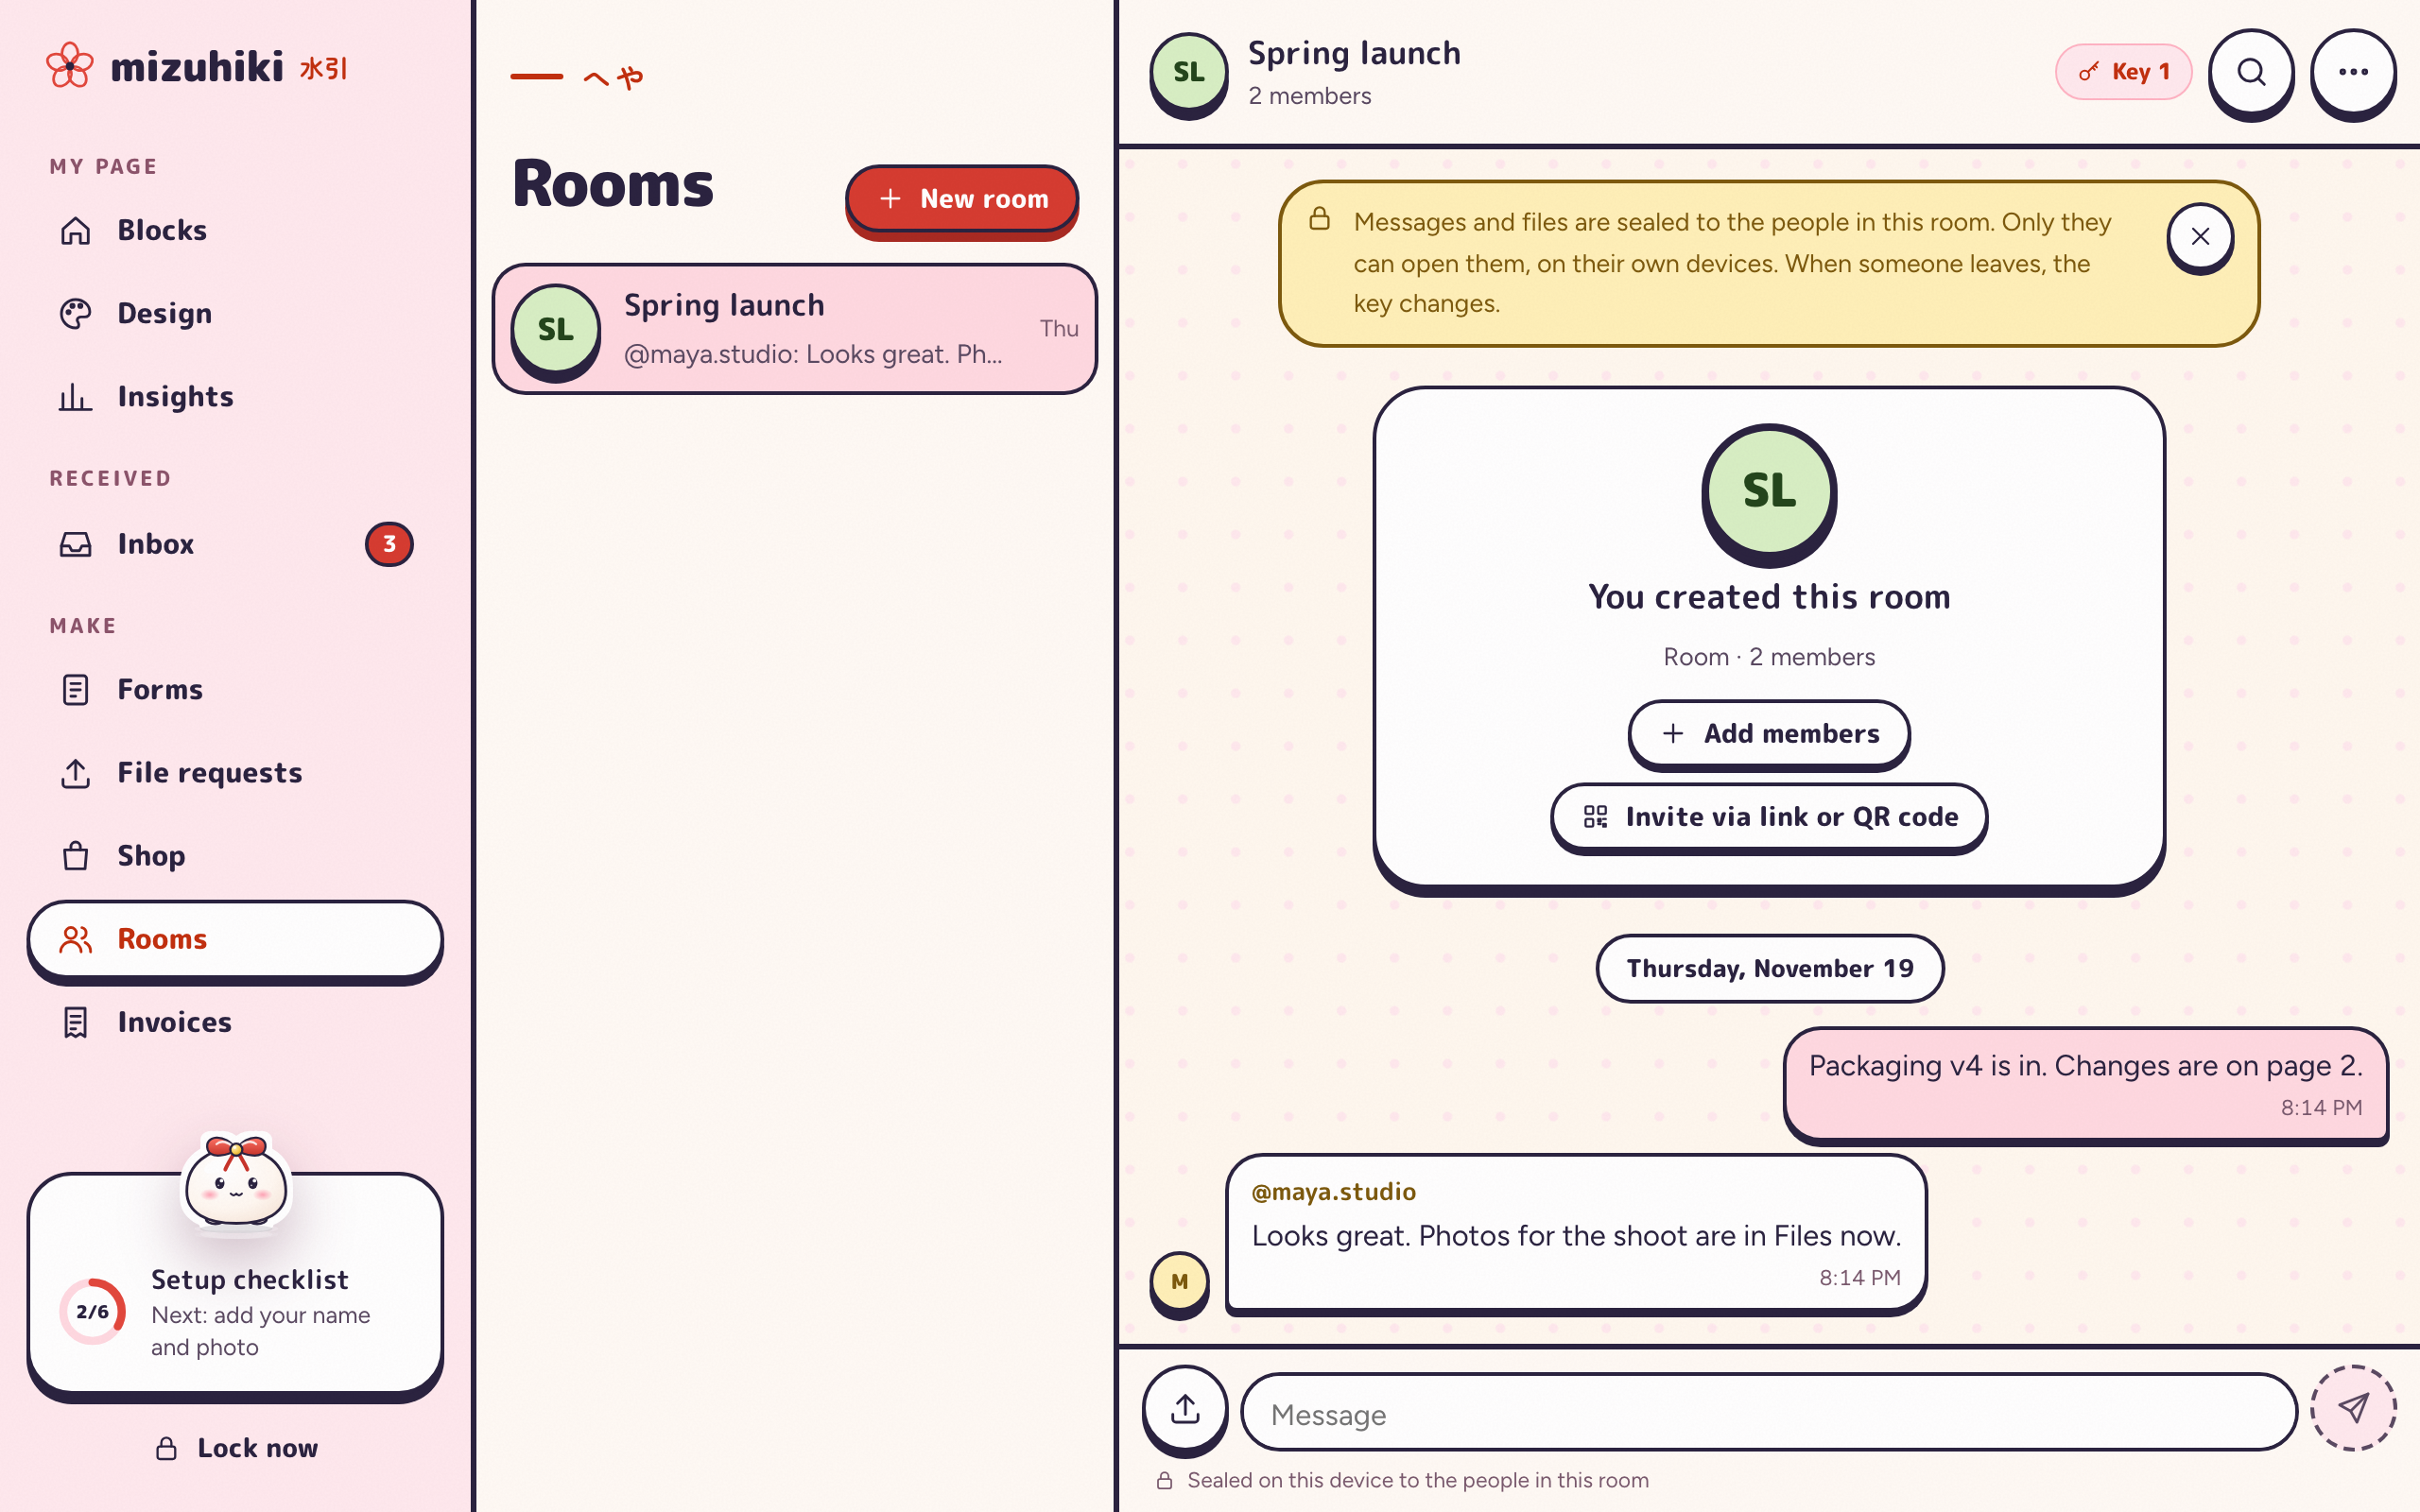 mizuhiki 水引
MY PAGE
Blocks
Design
Insights
RECEIVED
Inbox
3
MAKE
Forms
File requests
Shop
Rooms
Invoices
2/6
Setup checklist
Next: add your name
and photo
Lock now
へや
Rooms
+ New room
SL
Spring launch
@maya.studio: Looks great. Ph...
Thu
SL
Spring launch
2 members
Key 1
Messages and files are sealed to the people in this room. Only they
can open them, on their own devices. When someone leaves, the
key changes.
SL
You created this room
Room · 2 members
+ Add members
Invite via link or QR code
Thursday, November 19
Packaging v4 is in. Changes are on page 2.
8:14 PM
@maya.studio
Looks great. Photos for the shoot are in Files now.
8:14 PM
M
Message
Sealed on this device to the people in this room